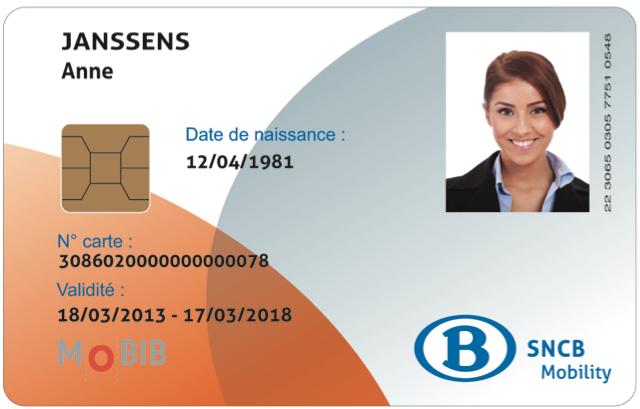 JANSSENS
Anne
Date de naissance :
12/04/1981
22 3065 0305 7751 0548
N° carte :
3086020000000000078
Validité :
18/03/2013 - 17/03/2018
MoBIB
B
SNCB
Mobility